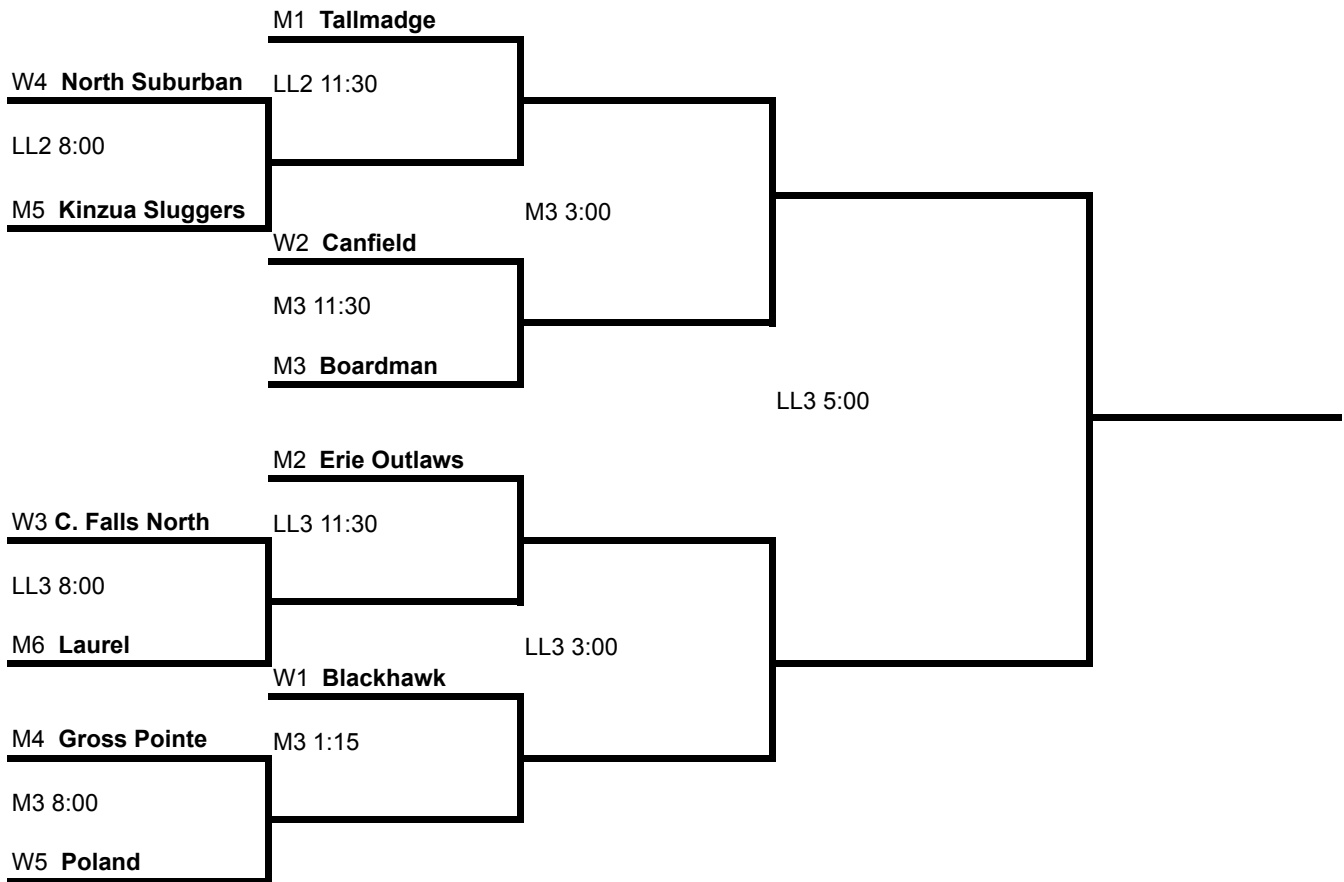 M1 Tallmadge
W4 North Suburban
LL2 11:30
LL2 8:00
M5 Kinzua Sluggers
M3 3:00
W2 Canfield
M3 11:30
M3 Boardman
LL3 5:00
M2 Erie Outlaws
W3 C. Falls North
LL3 11:30
LL3 8:00
M6 Laurel
LL3 3:00
W1 Blackhawk
M4 Gross Pointe
M3 1:15
M3 8:00
W5 Poland